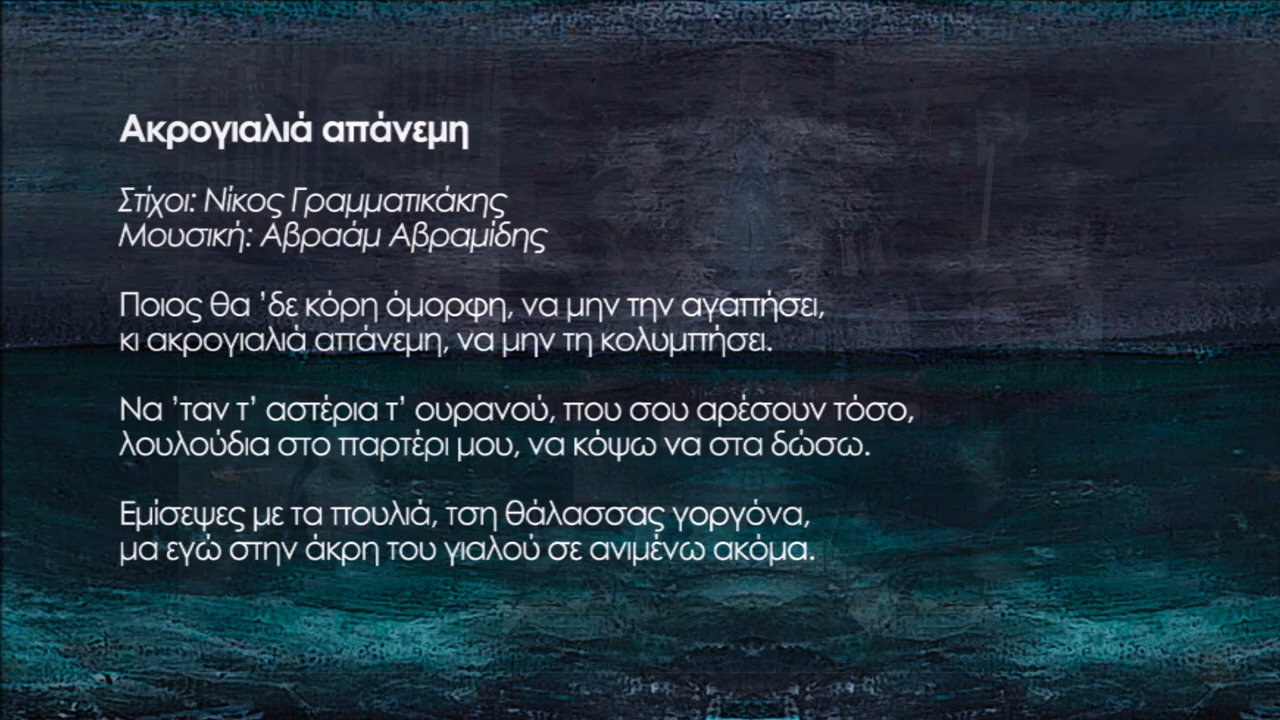 Ακρογιαλιά απάνεμη
Στίχοι: Νίκος Γραμματικάκης
Μουσική: Αβραάμ Αβραμίδης
Ποιος θα ’δε κόρη όμορφη, να μην την αγαπήσει,
κι ακρογιαλιά απάνεμη, να μην τη κολυμπήσει.
Να ’ταν τ’ αστέρια τ’ ουρανού, που σου αρέσουν τόσο,
λουλούδια στο παρτέρι μου, να κόψω να στα δώσω.
Εμίσεψες με τα πουλιά, τση θάλασσας γοργόνα,
μα εγώ στην άκρη του γιαλού σε ανιμένω ακόμα.